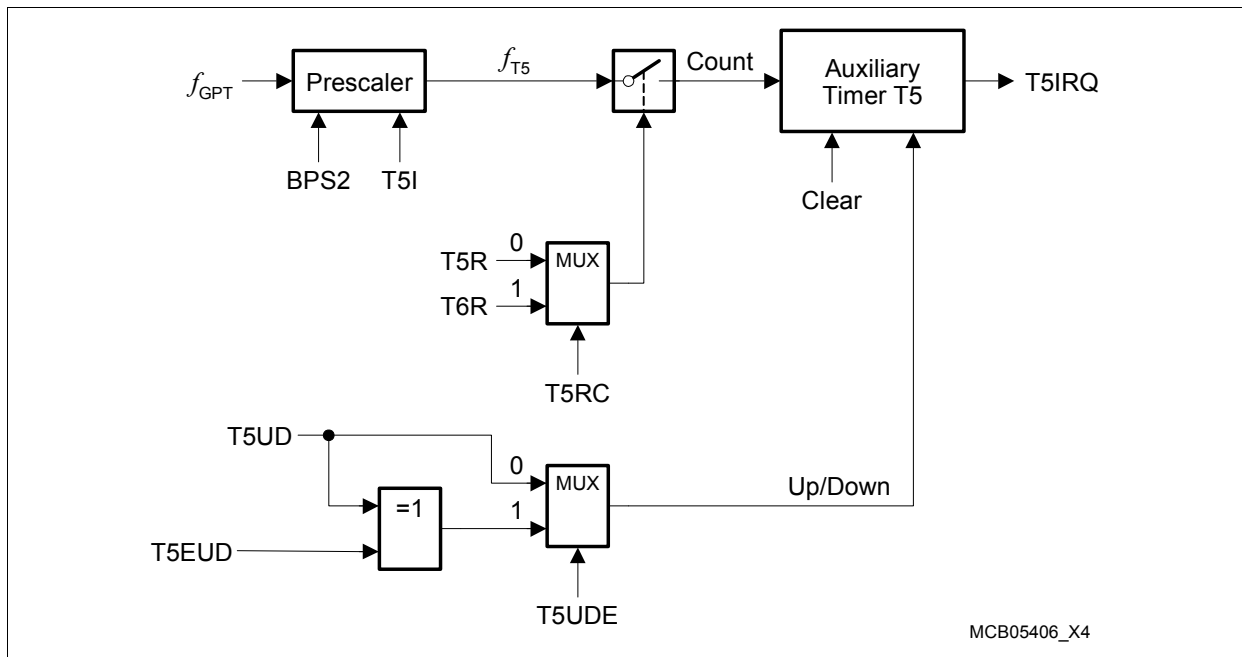 fGPT
Prescaler
fT5
Count
Auxiliary
Timer T5
T5IRQ
BPS2
T5I
Clear
T5R
0
MUX
T6R
1
T5RC
T5UD
0
MUX
Up/Down
=1
1
T5EUD
T5UDE
MCB05406_X4